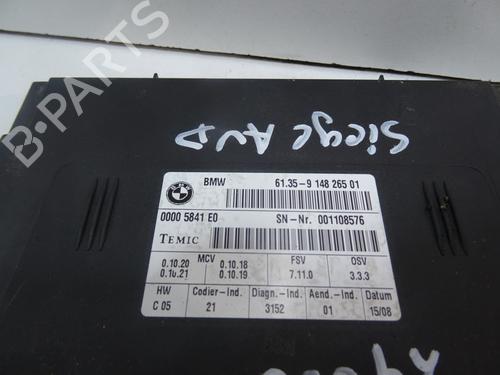 B-PARTS
Siege AVD
BMW 61.35-9 148 265 01
0000 5841 E0 SN-Nr. 001108576
TEMIC
MCV FSV OSV
0.10.20 0.10.18 7.11.0 3.3.3
0.10.21 0.10.19
HW Codier-Ind. Diagn.-Ind. Aend.-Ind. Datum
C 05 21 3152 01 15/08